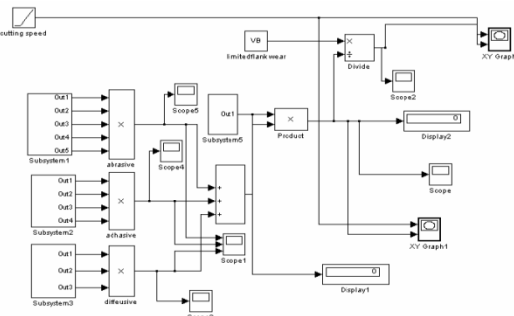 cutting speed
VB
limitedflank wear
×
÷
Divide
XY Graph
Scope2
Scope5
Out1
Out2
Out3
Out4
Out5
Subsystem1
×
abrasive
Out1
Subsystem5
×
Product
0
Display2
Scope4
Scope
Out1
Out2
Out3
Out4
Subsystem2
×
adhasive
+
+
+
Scope1
XY Graph1
Out1
Out2
Out3
Subsystem3
×
diffeusive
0
Display1